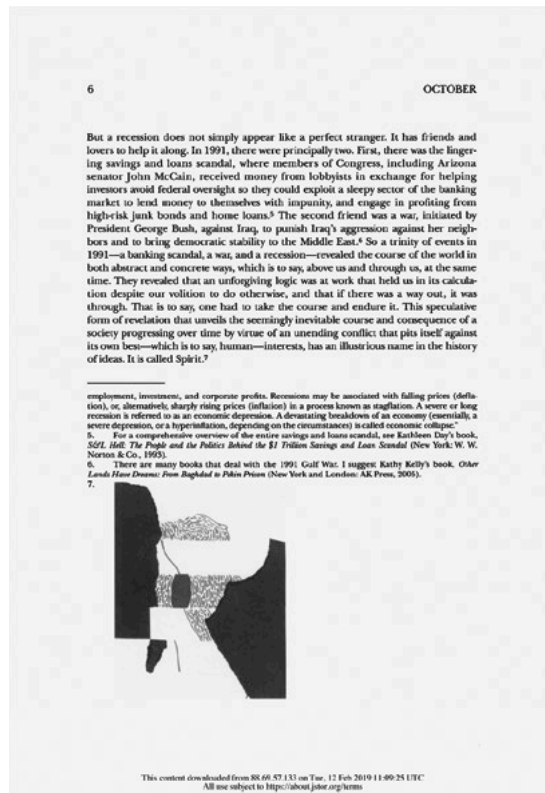 6 OCTOBER
But a recession does not simply appear like a perfect stranger. It has friends and
lovers to help it along. In 1991, there were principally two. First, there was the linger-
ing savings and loans scandal, where members of Congress, including Arizona
senator John McCain, received money from lobbyists in exchange for helping
investors avoid federal oversight so they could exploit a sleepy sector of the banking
market to lend money to themselves with impunity, and engage in profiting from
high-risk junk bonds and home loans.5 The second friend was a war, initiated by
President George Bush, against Iraq, to punish Iraq's aggression against her neigh-
bors and to bring democratic stability to the Middle East.6 So a trinity of events in
1991—a banking scandal, a war, and a recession—revealed the course of the world in
both abstract and concrete ways, which is to say, above us and through us, at the same
time. They revealed that an unforgiving logic was at work that held us in its calcula-
tion despite our volition to do otherwise, and that if there was a way out, it was
through. That is to say, one had to take the course and endure it. This speculative
form of revelation that unveils the seemingly inevitable course and consequence of a
society progressing over time by virtue of an unending conflict that pits itself against
its own best—which is to say, human—interests, has an illustrious name in the history
of ideas. It is called Spirit.7
employment, investment, and corporate profits. Recessions may be associated with falling prices (defla-
tion), or, alternatively, sharply rising prices (inflation) in a process known as stagflation. A severe or long
recession is referred to as an economic depression. A devastating breakdown of an economy (essentially, a
severe depression, or a hyperinflation, depending on the circumstances) is called economic collapse."
5. For a comprehensive overview of the entire savings and loans scandal, see Kathleen Day's book,
S&L Hell: The People and the Politics Behind the $1 Trillion Savings and Loan Scandal (New York: W. W.
Norton & Co., 1993).
6. There are many books that deal with the 1991 Gulf War. I suggest Kathy Kelly's book, Other
Lands Have Dreams: From Baghdad to Pekin Prison (New York and London: AK Press, 2005).
7.
This content downloaded from 88.69.57.133 on Tue, 12 Feb 2019 11:09:25 UTC
All use subject to https://about.jstor.org/terms